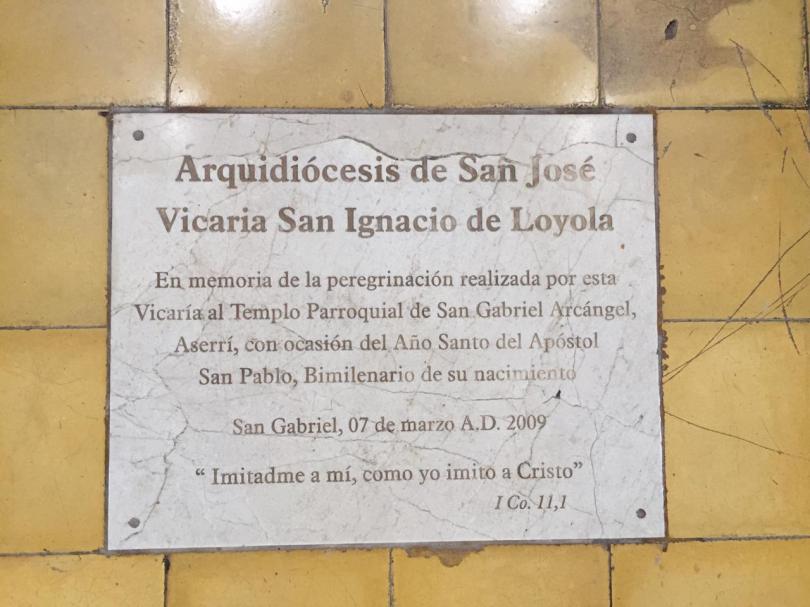 Arquidiócesis de San José
Vicaria San Ignacio de Loyola
En memoria de la peregrinación realizada por esta
Vicaría al Templo Parroquial de San Gabriel Arcángel,
Aserrí, con ocasión del Año Santo del Apóstol
San Pablo, Bimilenario de su nacimiento
San Gabriel, 07 de marzo A.D. 2009
“ Imitadme a mí, como yo imito a Cristo”
I Co. 11,1